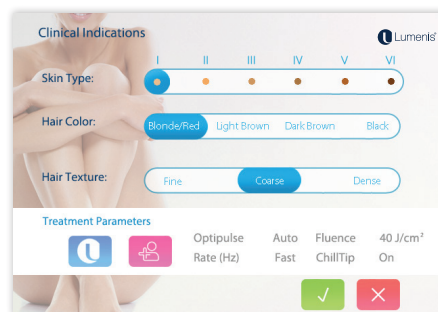 Clinical Indications
Lumenis®
I II III IV V VI
Skin Type:
Hair Color: Blonde/Red Light Brown Dark Brown Black
Hair Texture: Fine Coarse Dense
Treatment Parameters
Optipulse Auto Fluence 40 J/cm²
Rate (Hz) Fast ChillTip On